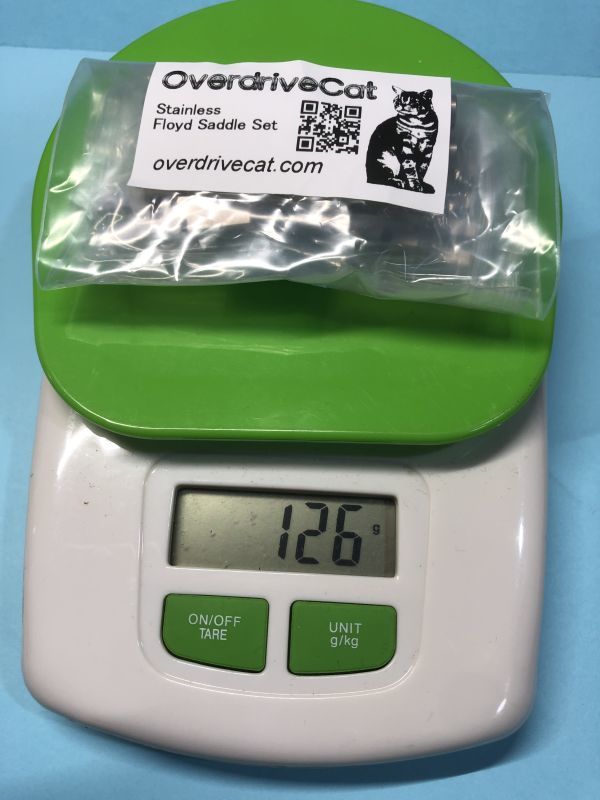 OverdriveCat
Stainless
Floyd Saddle Set
overdrivecat.com
126 g
ON/OFF
TARE
UNIT
g/kg